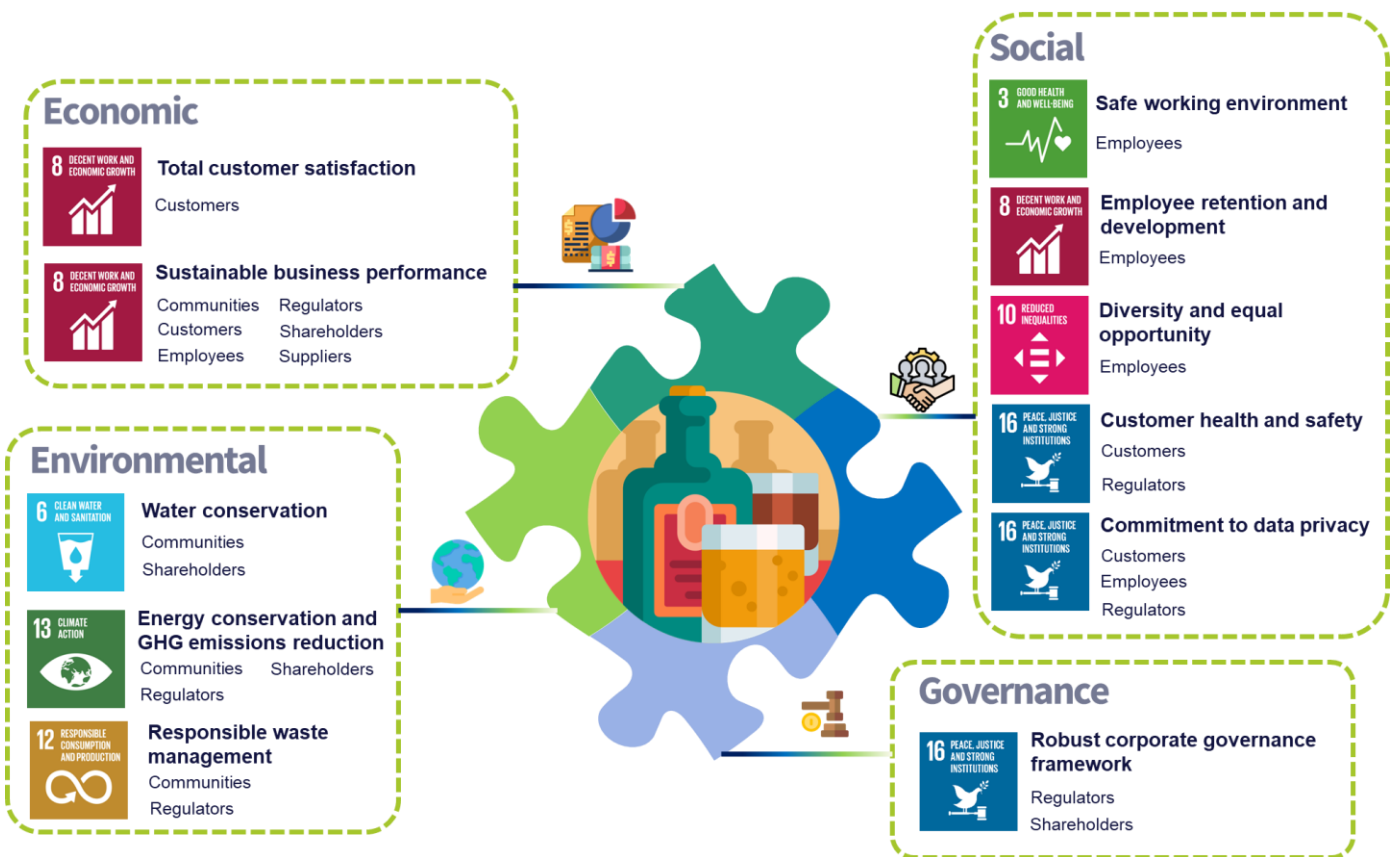 Economic
8 DECENT WORK AND
ECONOMIC GROWTH
Total customer satisfaction
Customers
8 DECENT WORK AND
ECONOMIC GROWTH
Sustainable business performance
Communities Regulators
Customers Shareholders
Employees Suppliers
Environmental
6 CLEAN WATER
AND SANITATION
Water conservation
Communities
Shareholders
13 CLIMATE
ACTION
Energy conservation and
GHG emissions reduction
Communities Shareholders
Regulators
12 RESPONSIBLE
CONSUMPTION
AND PRODUCTION
Responsible waste
management
Communities
Regulators
Social
3 GOOD HEALTH
AND WELL-BEING
Safe working environment
Employees
8 DECENT WORK AND
ECONOMIC GROWTH
Employee retention and
development
Employees
10 REDUCED
INEQUALITIES
Diversity and equal
opportunity
Employees
16 PEACE, JUSTICE
AND STRONG
INSTITUTIONS
Customer health and safety
Customers
Regulators
16 PEACE, JUSTICE
AND STRONG
INSTITUTIONS
Commitment to data privacy
Customers
Employees
Regulators
Governance
16 PEACE, JUSTICE
AND STRONG
INSTITUTIONS
Robust corporate governance
framework
Regulators
Shareholders